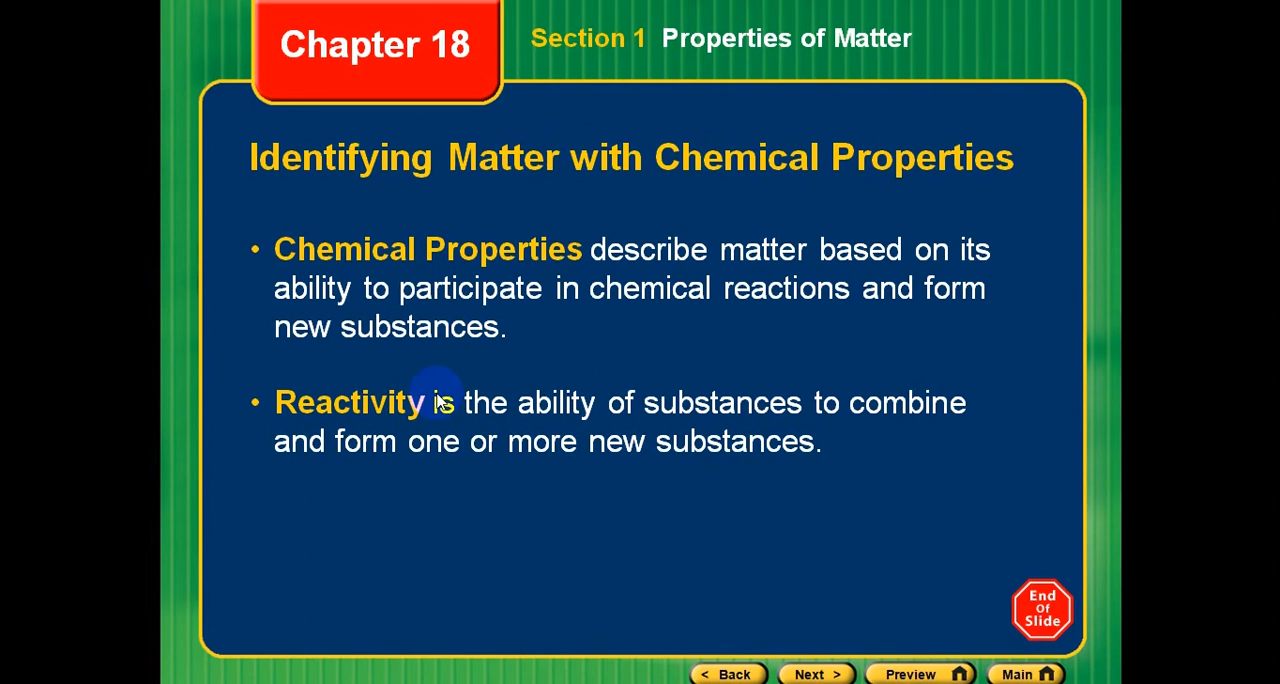 Chapter 18
Section 1 Properties of Matter
Identifying Matter with Chemical Properties
• Chemical Properties describe matter based on its
ability to participate in chemical reactions and form
new substances.
• Reactivity is the ability of substances to combine
and form one or more new substances.
End
Of
Slide
< Back Next > Preview Main